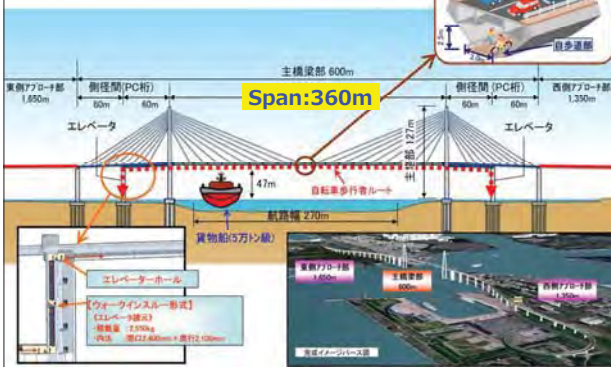 2.5m
自歩道部
主橋梁部 600m
東側アプローチ部
1,650m
側径間(PC桁)
側径間(PC桁)
西側アプローチ部
1,350m
60m
60m
Span:360m
60m
60m
エレベータ
エレベータ
主塔部 127m
47m
自転車歩行者ルート
航路幅 270m
貨物船(5万トン級)
エレベーターホール
【ウォークインスルー形式】
(エレベータ諸元)
東側アプローチ部
1,650m
主橋梁部
600m
西側アプローチ部
1,350m
完成イメージパース図